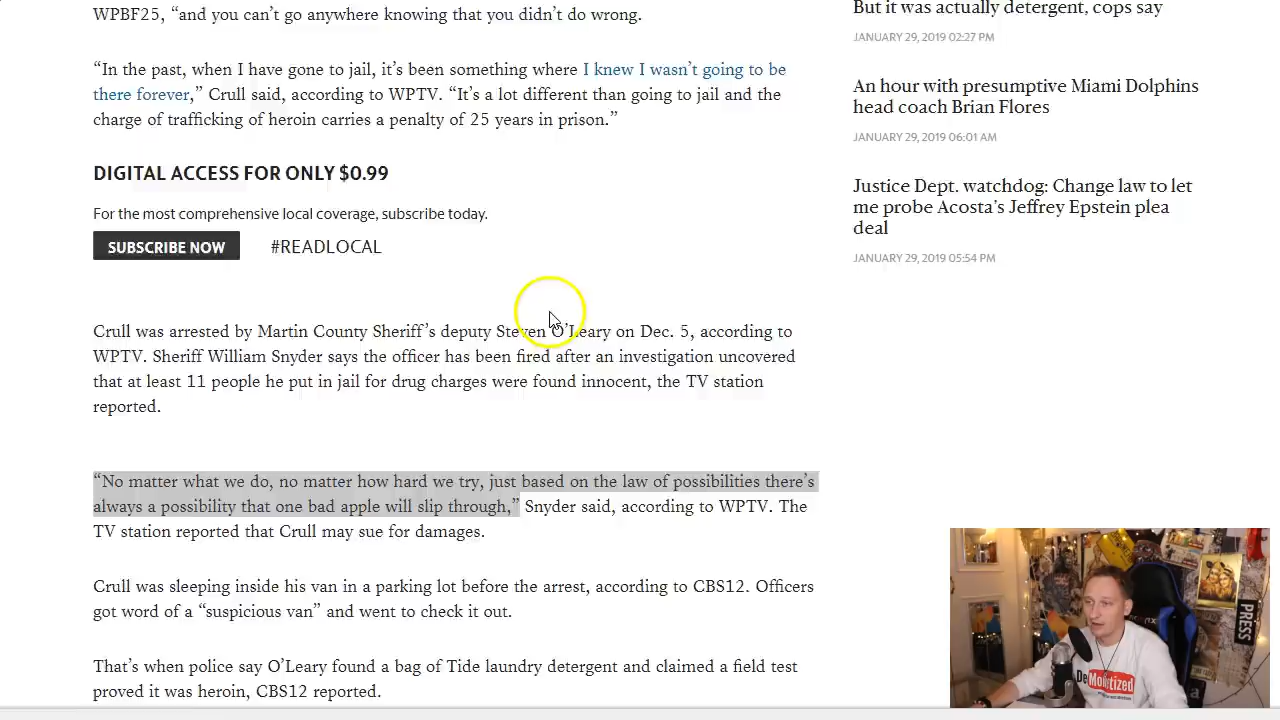 WPBF25, “and you can’t go anywhere knowing that you didn’t do wrong.
“In the past, when I have gone to jail, it’s been something where I knew I wasn’t going to be
there forever,” Crull said, according to WPTV. “It’s a lot different than going to jail and the
charge of trafficking of heroin carries a penalty of 25 years in prison.”
DIGITAL ACCESS FOR ONLY $0.99
For the most comprehensive local coverage, subscribe today.
SUBSCRIBE NOW #READLOCAL
Crull was arrested by Martin County Sheriff’s deputy Steven O’Leary on Dec. 5, according to
WPTV. Sheriff William Snyder says the officer has been fired after an investigation uncovered
that at least 11 people he put in jail for drug charges were found innocent, the TV station
reported.
“No matter what we do, no matter how hard we try, just based on the law of possibilities there’s
always a possibility that one bad apple will slip through,” Snyder said, according to WPTV. The
TV station reported that Crull may sue for damages.
Crull was sleeping inside his van in a parking lot before the arrest, according to CBS12. Officers
got word of a “suspicious van” and went to check it out.
That’s when police say O’Leary found a bag of Tide laundry detergent and claimed a field test
proved it was heroin, CBS12 reported.
But it was actually detergent, cops say
JANUARY 29, 2019 02:27 PM
An hour with presumptive Miami Dolphins
head coach Brian Flores
JANUARY 29, 2019 06:01 AM
Justice Dept. watchdog: Change law to let
me probe Acosta’s Jeffrey Epstein plea
deal
JANUARY 29, 2019 05:54 PM
PRESS
DeMonetized